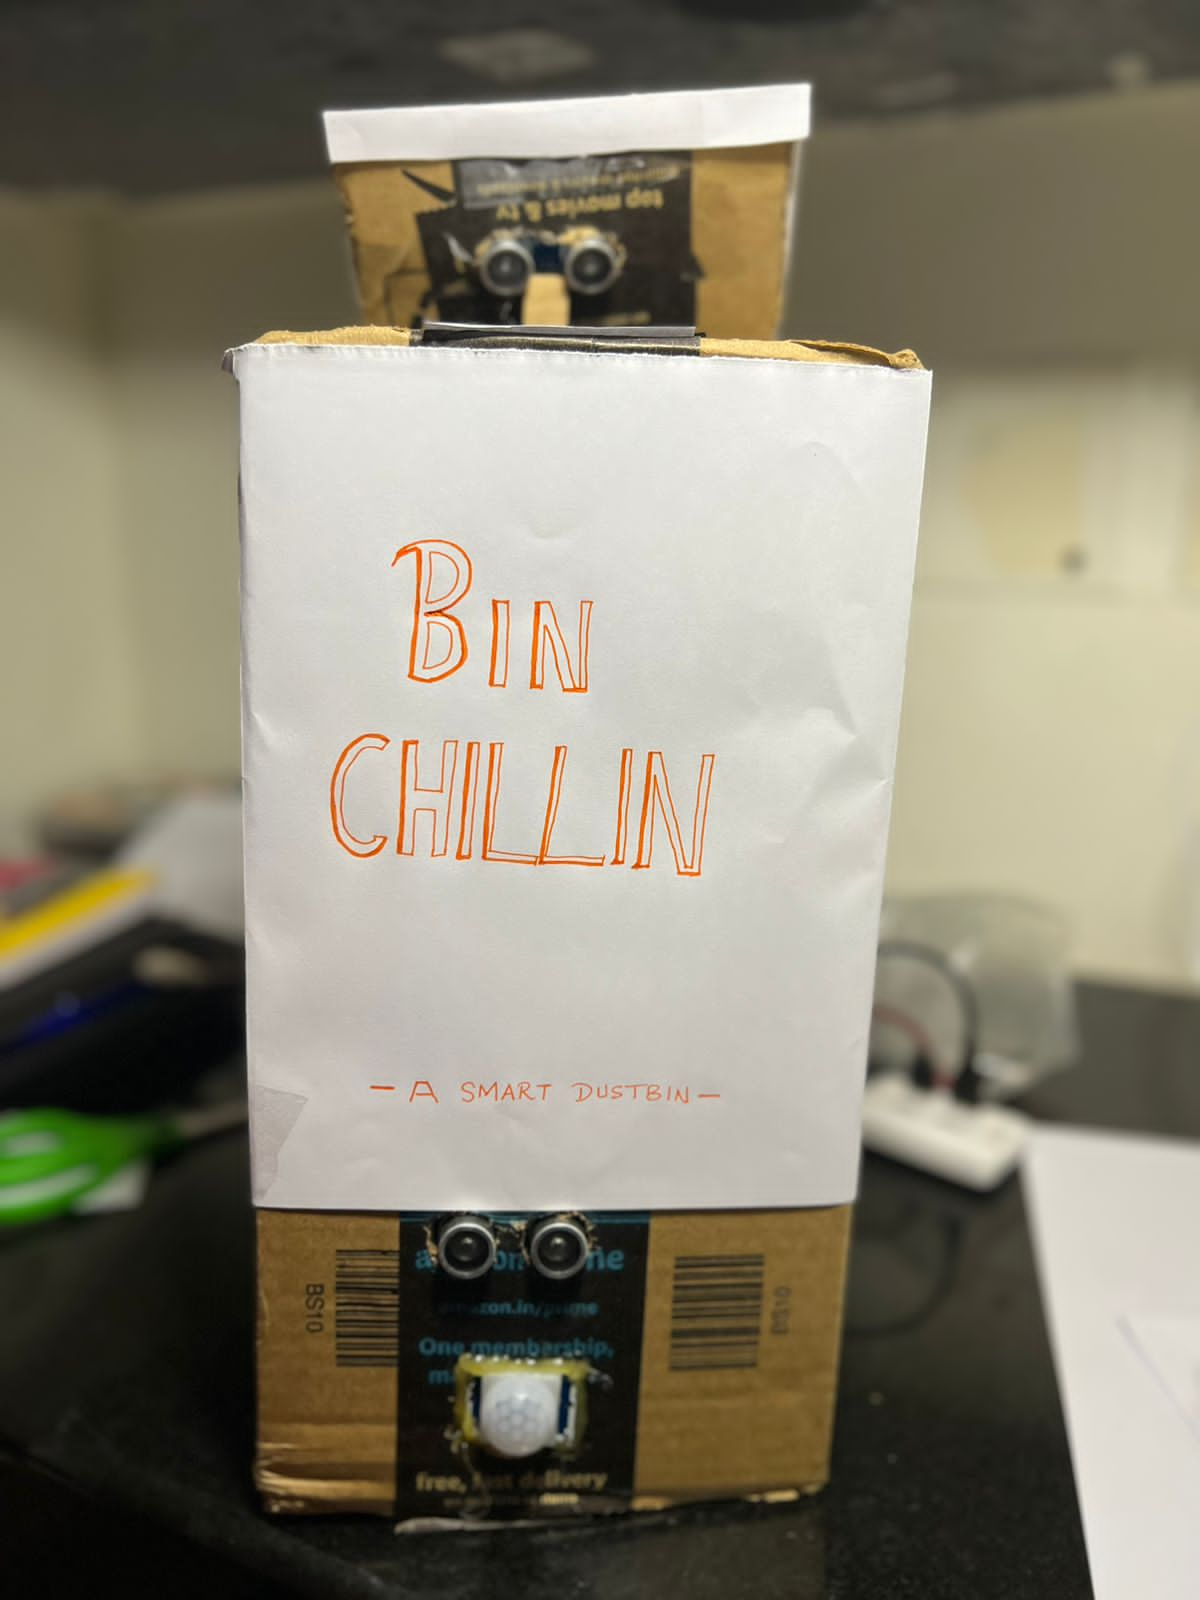 top movies & tv
BIN
CHILLIN
- A SMART DUSTBIN -
amazon.in/prime
One membership,
BS10
free, fast delivery